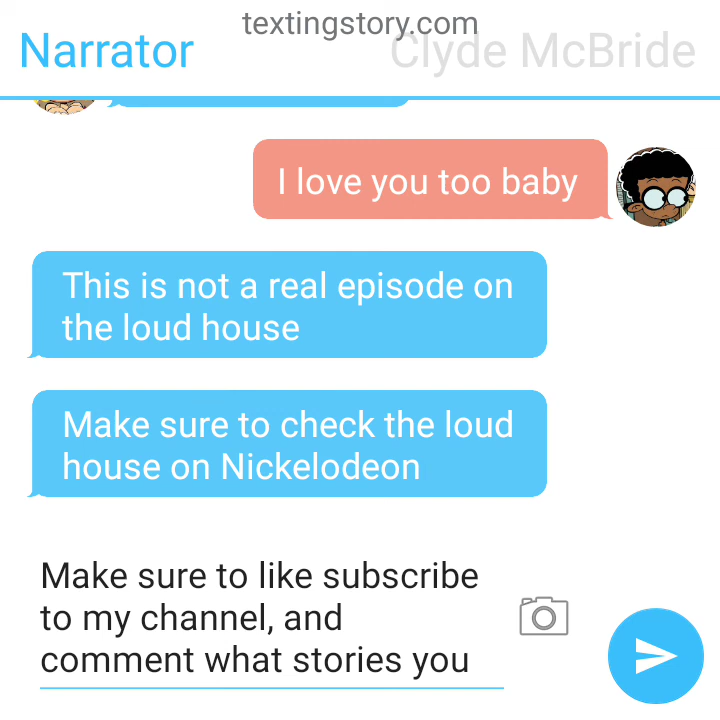 textingstory.com
Narrator
Clyde McBride
I love you too baby
This is not a real episode on
the loud house
Make sure to check the loud
house on Nickelodeon
Make sure to like subscribe
to my channel, and
comment what stories you